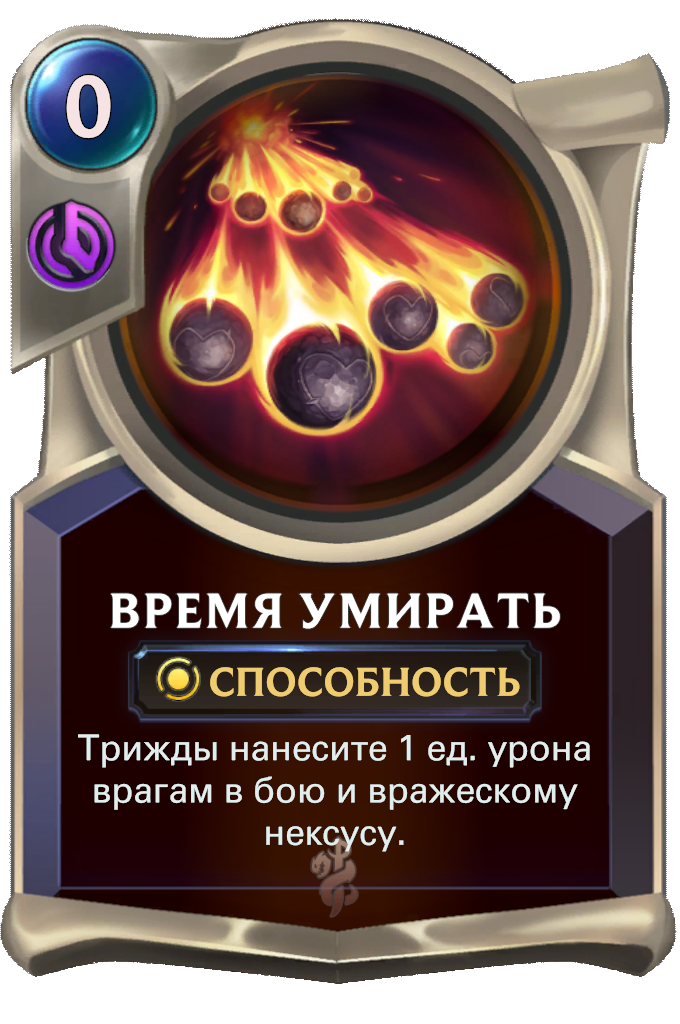 0
ВРЕМЯ УМИРАТЬ
СПОСОБНОСТЬ
Трижды нанесите 1 ед. урона
врагам в бою и вражескому
нексусу.